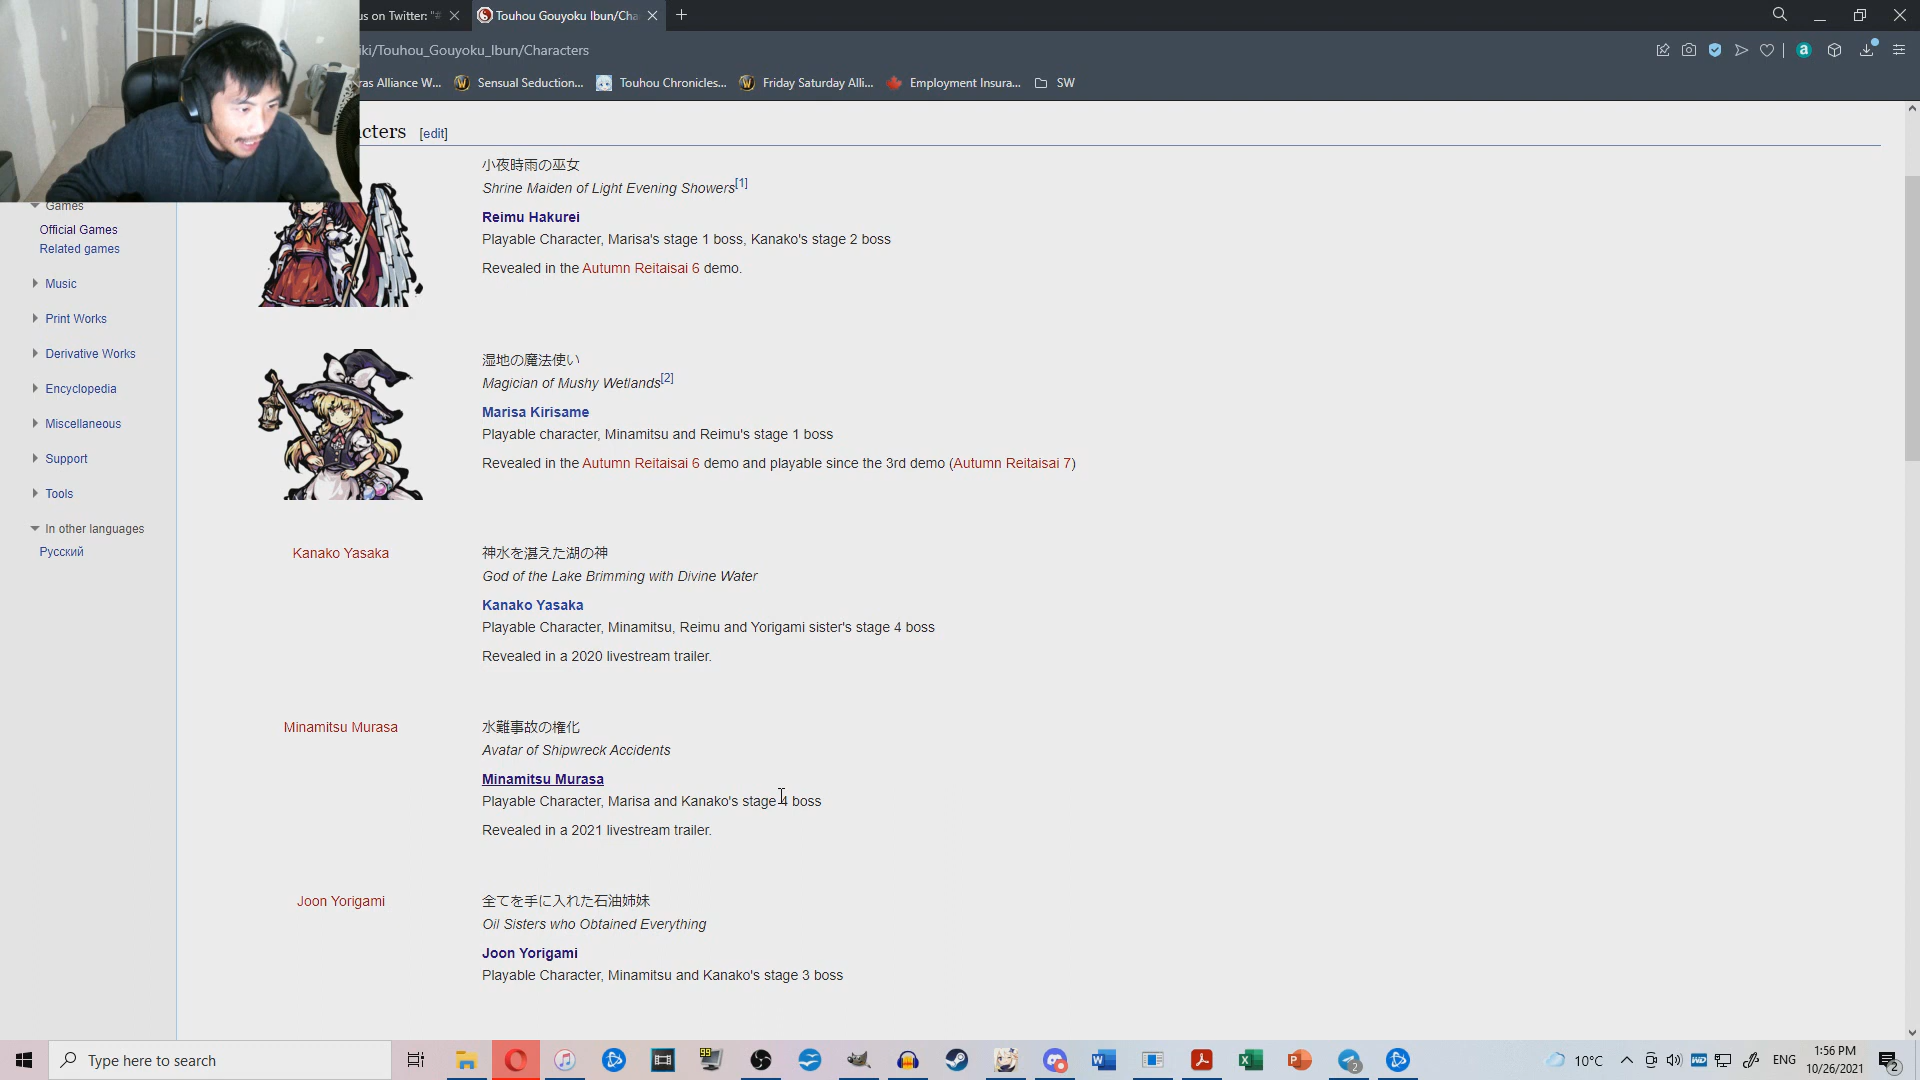 us on Twitter: "#
Touhou Gouyoku Ibun/Cha
iki/Touhou_Gouyoku_Ibun/Characters
ras Alliance W...
Sensual Seduction...
Touhou Chronicles...
Friday Saturday Alli...
Employment Insura...
SW
cters [edit]
Games
Official Games
Related games
Music
Print Works
Derivative Works
Encyclopedia
Miscellaneous
Support
Tools
In other languages
Русский
小夜時雨の巫女
Shrine Maiden of Light Evening Showers[1]
Reimu Hakurei
Playable Character, Marisa's stage 1 boss, Kanako's stage 2 boss
Revealed in the Autumn Reitaisai 6 demo.
湿地の魔法使い
Magician of Mushy Wetlands[2]
Marisa Kirisame
Playable character, Minamitsu and Reimu's stage 1 boss
Revealed in the Autumn Reitaisai 6 demo and playable since the 3rd demo (Autumn Reitaisai 7)
Kanako Yasaka
神水を湛えた湖の神
God of the Lake Brimming with Divine Water
Kanako Yasaka
Playable Character, Minamitsu, Reimu and Yorigami sister's stage 4 boss
Revealed in a 2020 livestream trailer.
Minamitsu Murasa
水難事故の権化
Avatar of Shipwreck Accidents
Minamitsu Murasa
Playable Character, Marisa and Kanako's stage 4 boss
Revealed in a 2021 livestream trailer.
Joon Yorigami
全てを手に入れた石油姉妹
Oil Sisters who Obtained Everything
Joon Yorigami
Playable Character, Minamitsu and Kanako's stage 3 boss
Type here to search
99
2
10°C
ENG
1:56 PM
10/26/2021
2